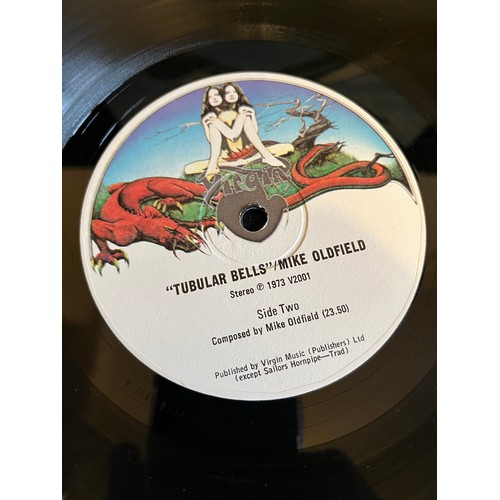 Virgin
"TUBULAR BELLS"/MIKE OLDFIELD
Stereo ℗ 1973 V2001
Side Two
Composed by Mike Oldfield (23.50)
Published by Virgin Music (Publishers) Ltd
(except Sailors Hornpipe—Trad)